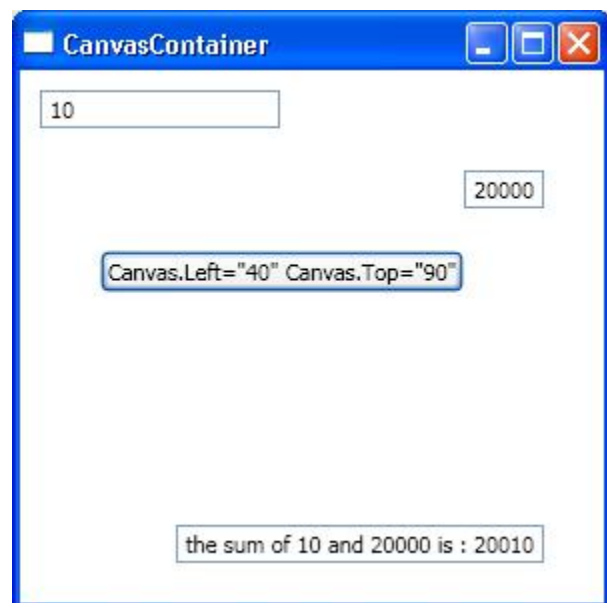 CanvasContainer
10
20000
Canvas.Left="40" Canvas.Top="90"
the sum of 10 and 20000 is : 20010